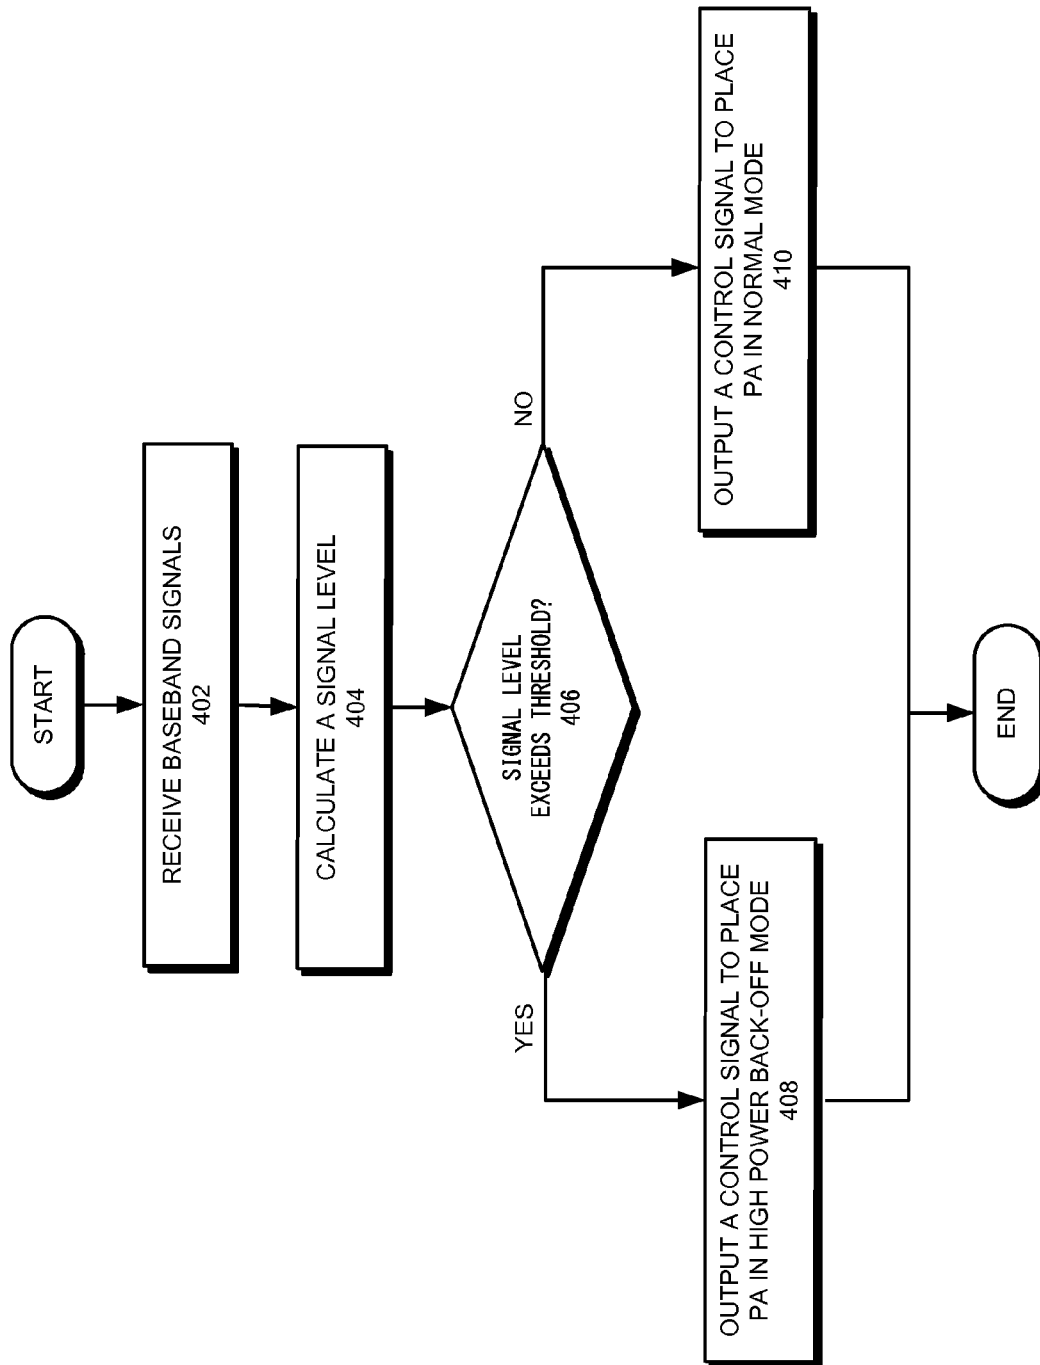 START
RECEIVE BASEBAND SIGNALS
402
CALCULATE A SIGNAL LEVEL
404
SIGNAL LEVEL
EXCEEDS THRESHOLD?
406
YES
NO
OUTPUT A CONTROL SIGNAL TO PLACE
PA IN HIGH POWER BACK-OFF MODE
408
OUTPUT A CONTROL SIGNAL TO PLACE
PA IN NORMAL MODE
410
END